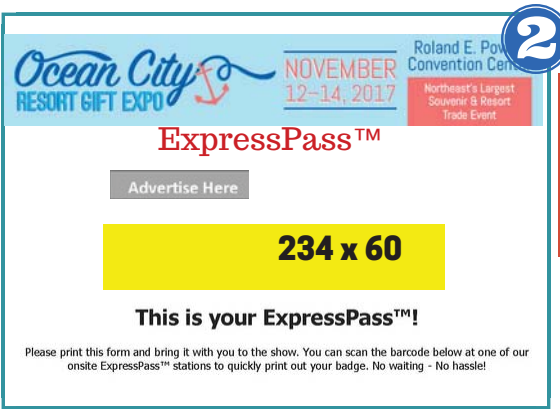 2
Ocean City
RESORT GIFT EXPO
NOVEMBER
12-14, 2017
Roland E.
Convention
Northeast's Largest
Souvenir & Resort
Trade Event
ExpressPass™
Advertise Here
234 x 60
This is your ExpressPass™!
Please print this form and bring it with you to the show. You can scan the barcode below at one of our
onsite ExpressPass™ stations to quickly print out your badge. No waiting - No hassle!